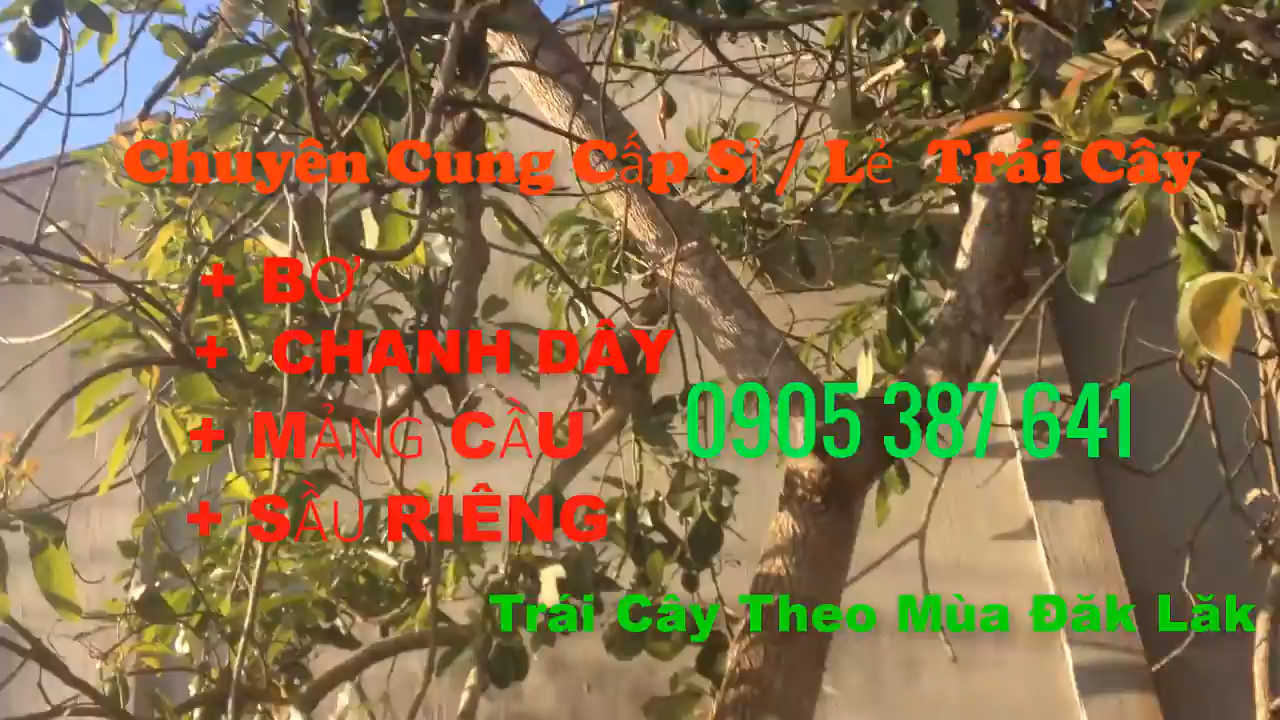 Chuyên Cung Cấp Sỉ / Lẻ Trái Cây
+ BƠ
+ CHANH DÂY
+ MẢNG CẦU
0905 387 641
+ SẦU RIÊNG
Trái Cây Theo Mùa Đăk Lăk